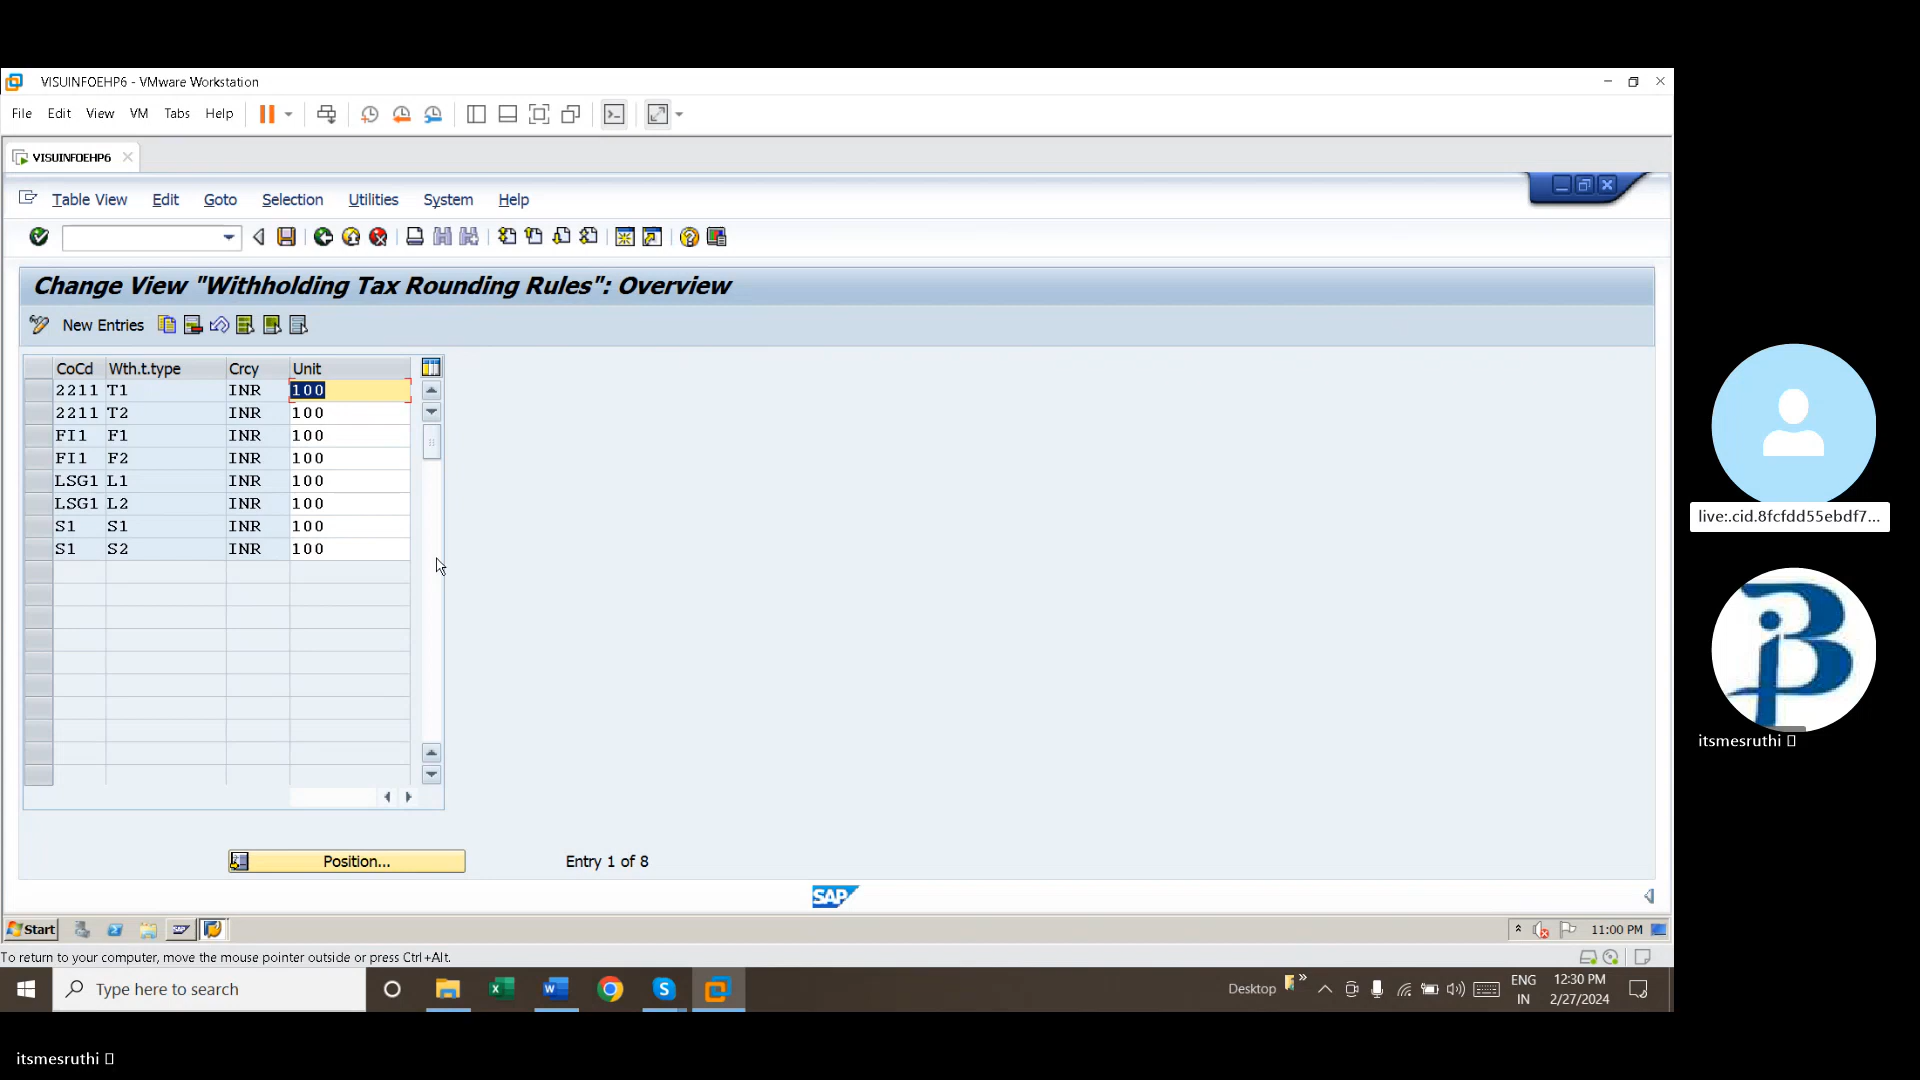 VISUINFOEHP6 - VMware Workstation
File Edit View VM Tabs Help
VISUINFOEHP6
Table View Edit Goto Selection Utilities System Help
Change View "Withholding Tax Rounding Rules": Overview
New Entries
CoCd Wth.t.type Crcy Unit
2211 T1 INR 100
2211 T2 INR 100
FI1 F1 INR 100
FI1 F2 INR 100
LSG1 L1 INR 100
LSG1 L2 INR 100
S1 S1 INR 100
S1 S2 INR 100
Position... Entry 1 of 8
SAP
Start 11:00 PM
To return to your computer, move the mouse pointer outside or press Ctrl+Alt.
Type here to search Desktop ENG IN 12:30 PM 2/27/2024
live:.cid.8fcfdd55ebdf7...
itsmesruthi
itsmesruthi